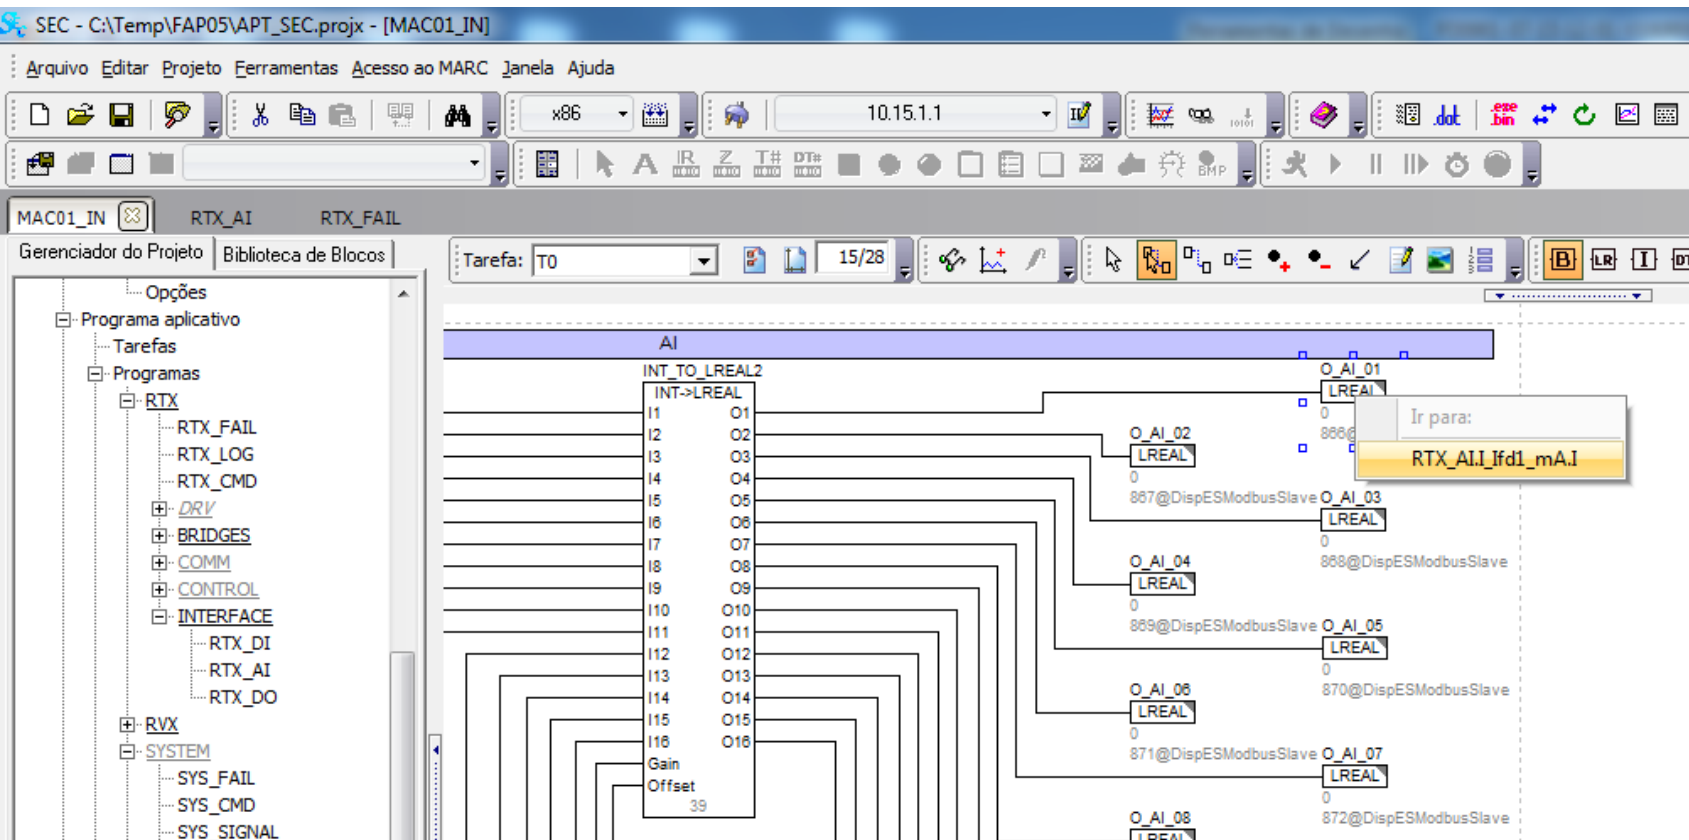 SEC - C:\Temp\FAP05\APT_SEC.projx - [MAC01_IN]
Arquivo Editar Projeto Ferramentas Acesso ao MARC Janela Ajuda
x86
10.15.1.1
.dat
.exe
.bin
MAC01_IN
RTX_AI
RTX_FAIL
Gerenciador do Projeto
Biblioteca de Blocos
Tarefa: T0
15/28
Opções
Programa aplicativo
Tarefas
Programas
RTX
RTX_FAIL
RTX_LOG
RTX_CMD
DRV
BRIDGES
COMM
CONTROL
INTERFACE
RTX_DI
RTX_AI
RTX_DO
RVX
SYSTEM
SYS_FAIL
SYS_CMD
SYS_SIGNAL
AI
INT_TO_LREAL2
INT->LREAL
I1 O1
I2 O2
I3 O3
I4 O4
I5 O5
I6 O6
I7 O7
I8 O8
I9 O9
I10 O10
I11 O11
I12 O12
I13 O13
I14 O14
I15 O15
I16 O16
Gain
Offset
39
O_AI_01
LREAL
0
Ir para:
RTX_AI.I_Ifd1_mA.I
O_AI_02
LREAL
0
867@DispESModbusSlave
O_AI_03
LREAL
0
868@DispESModbusSlave
O_AI_04
LREAL
0
869@DispESModbusSlave
O_AI_05
LREAL
0
870@DispESModbusSlave
O_AI_06
LREAL
0
871@DispESModbusSlave
O_AI_07
LREAL
0
872@DispESModbusSlave
O_AI_08
LREAL